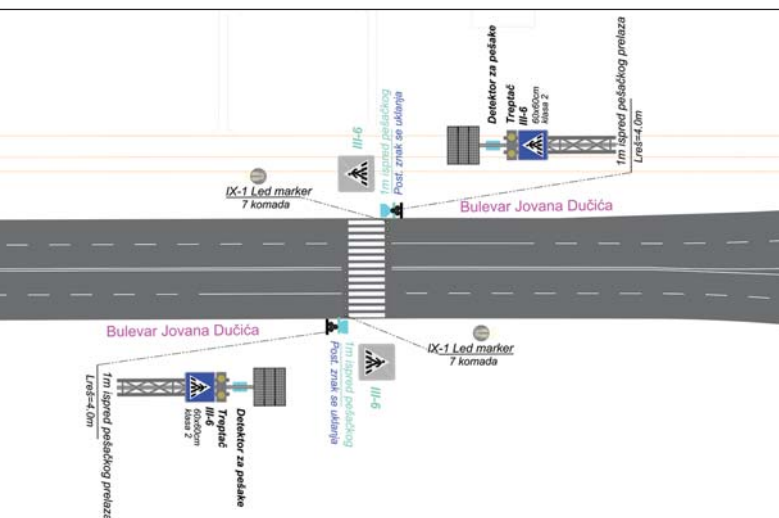 Detektor za pešake
Treptač
III-6
60x60cm
klasa 2
1m ispred pešačkog prelaza
Lreš=4.0m
III-6
1m ispred pešačkog
Post. znak se uklanja
IX-1 Led marker
7 komada
Bulevar Jovana Dučića
Bulevar Jovana Dučića
IX-1 Led marker
7 komada
1m ispred pešačkog prelaza
Lreš=4.0m
Detektor za pešake
Treptač
III-6
60x60cm
klasa 2
III-6
1m ispred pešačkog
Post. znak se uklanja